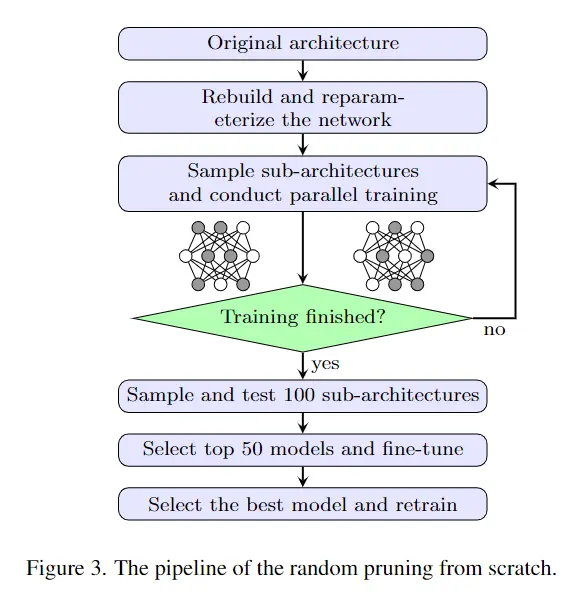 Original architecture
Rebuild and reparam-
eterize the network
Sample sub-architectures
and conduct parallel training
Training finished?
no
yes
Sample and test 100 sub-architectures
Select top 50 models and fine-tune
Select the best model and retrain
Figure 3. The pipeline of the random pruning from scratch.